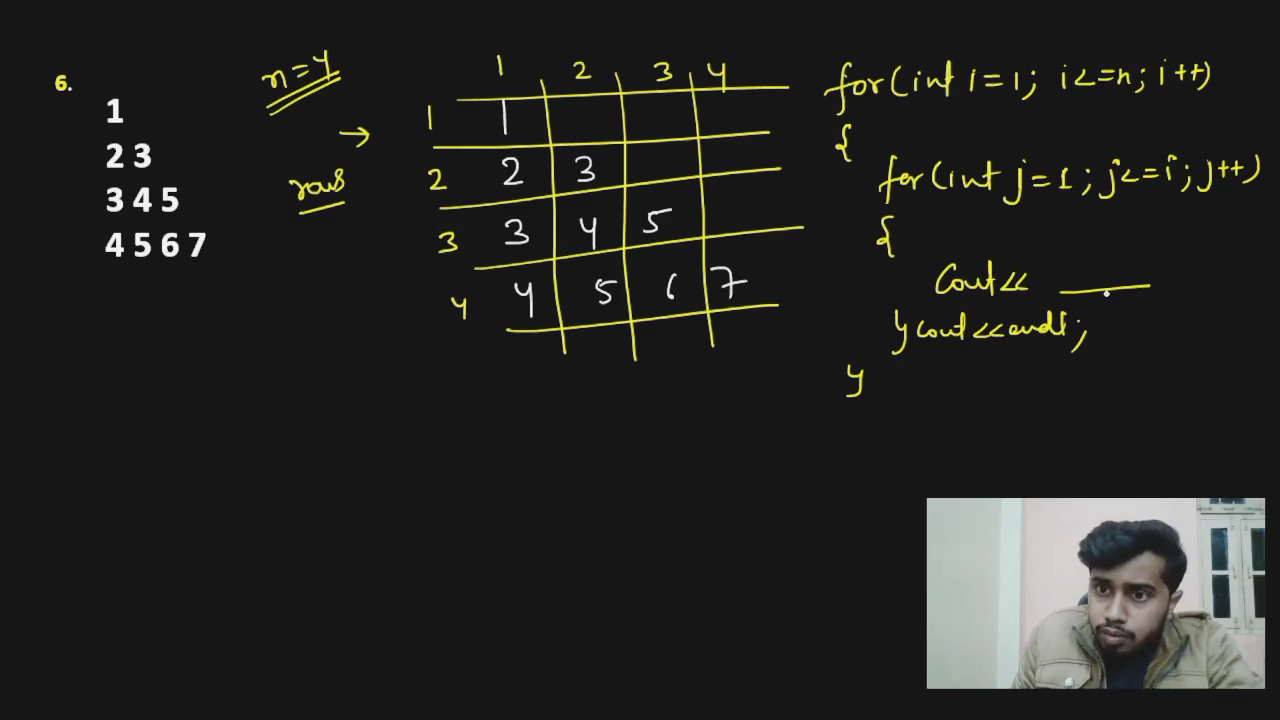 6.
1
2 3
3 4 5
4 5 6 7
n=4
→
rows
1 2 3 4
1 1
2 2 3
3 3 4 5
4 4 5 6 7
for(int i=1; i<=n; i++)
{
for(int j=1; j<=i; j++)
{
Cout<< ___
} cout<<endl;
}